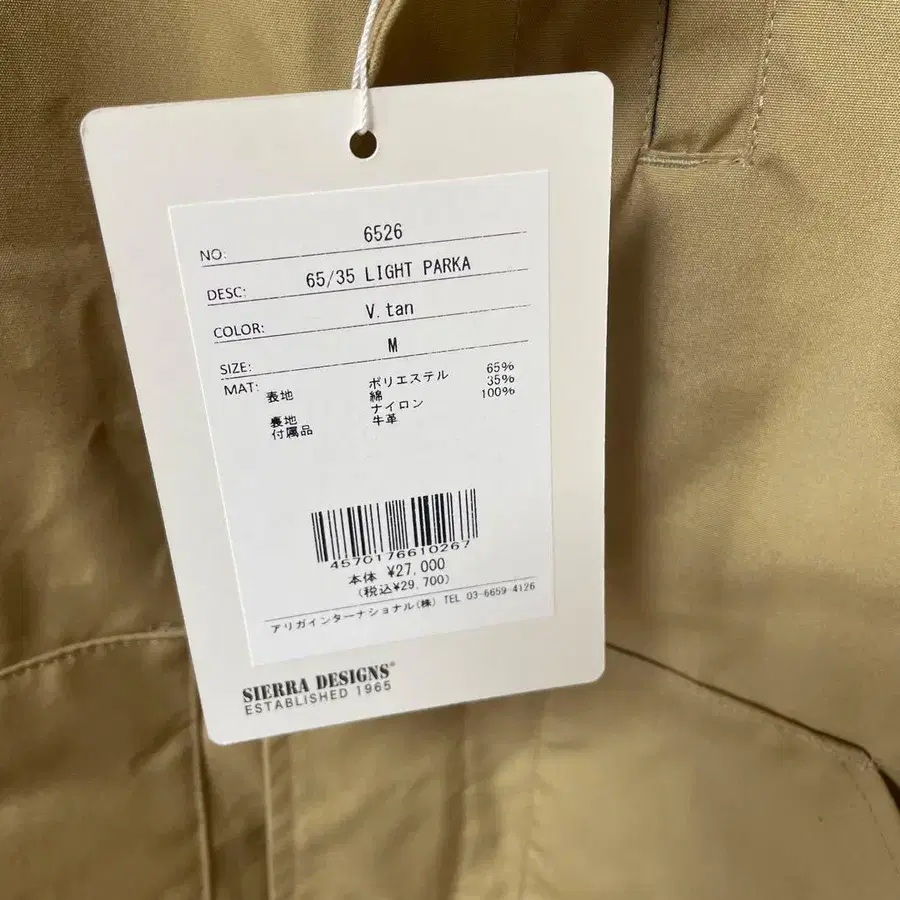 NO: 6526
DESC: 65/35 LIGHT PARKA
COLOR: V.tan
SIZE: M
MAT: 表地 ポリエステル 65%
綿 35%
裏地 ナイロン 100%
付属品 牛革
4570176610267
本体 ¥27,000
(税込¥29,700)
アリガインターナショナル(株) TEL 03-6659-4126
SIERRA DESIGNS®
ESTABLISHED 1965